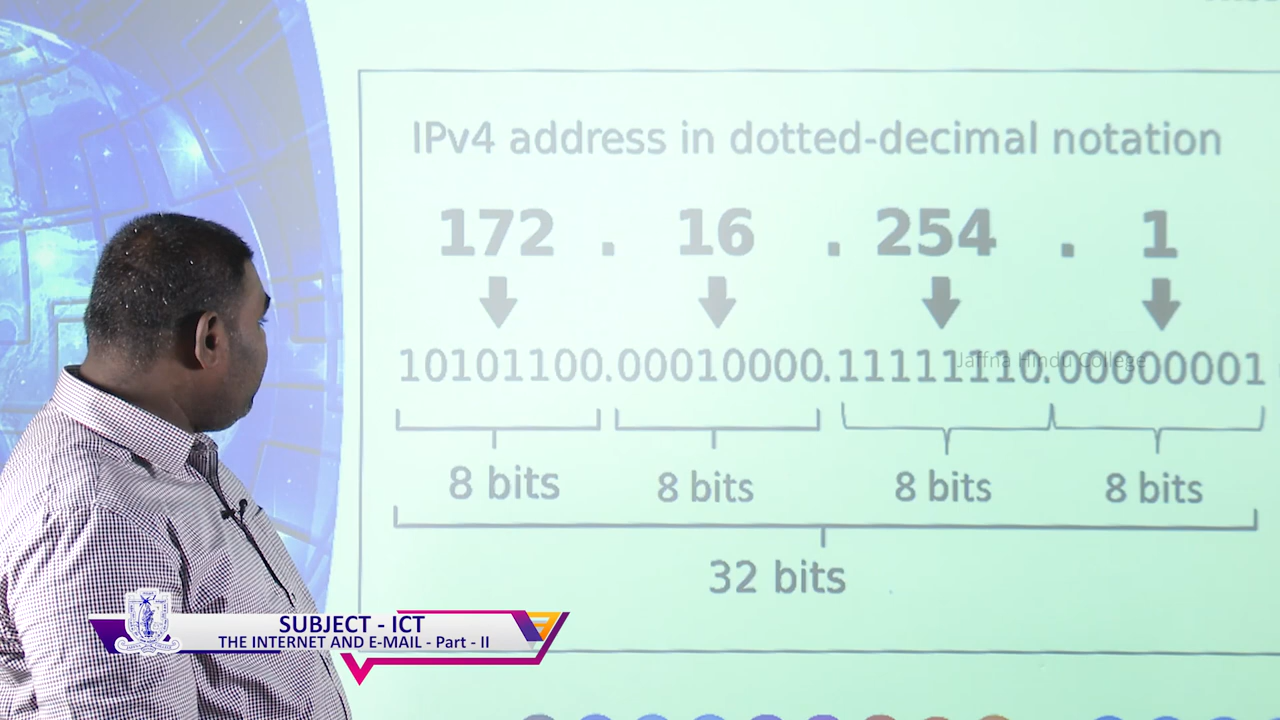 IPv4 address in dotted-decimal notation
172 . 16 . 254 . 1
10101100.00010000.11111110.00000001
Jaffna Hindu College
8 bits 8 bits 8 bits 8 bits
32 bits
SUBJECT - ICT
THE INTERNET AND E-MAIL - Part - II